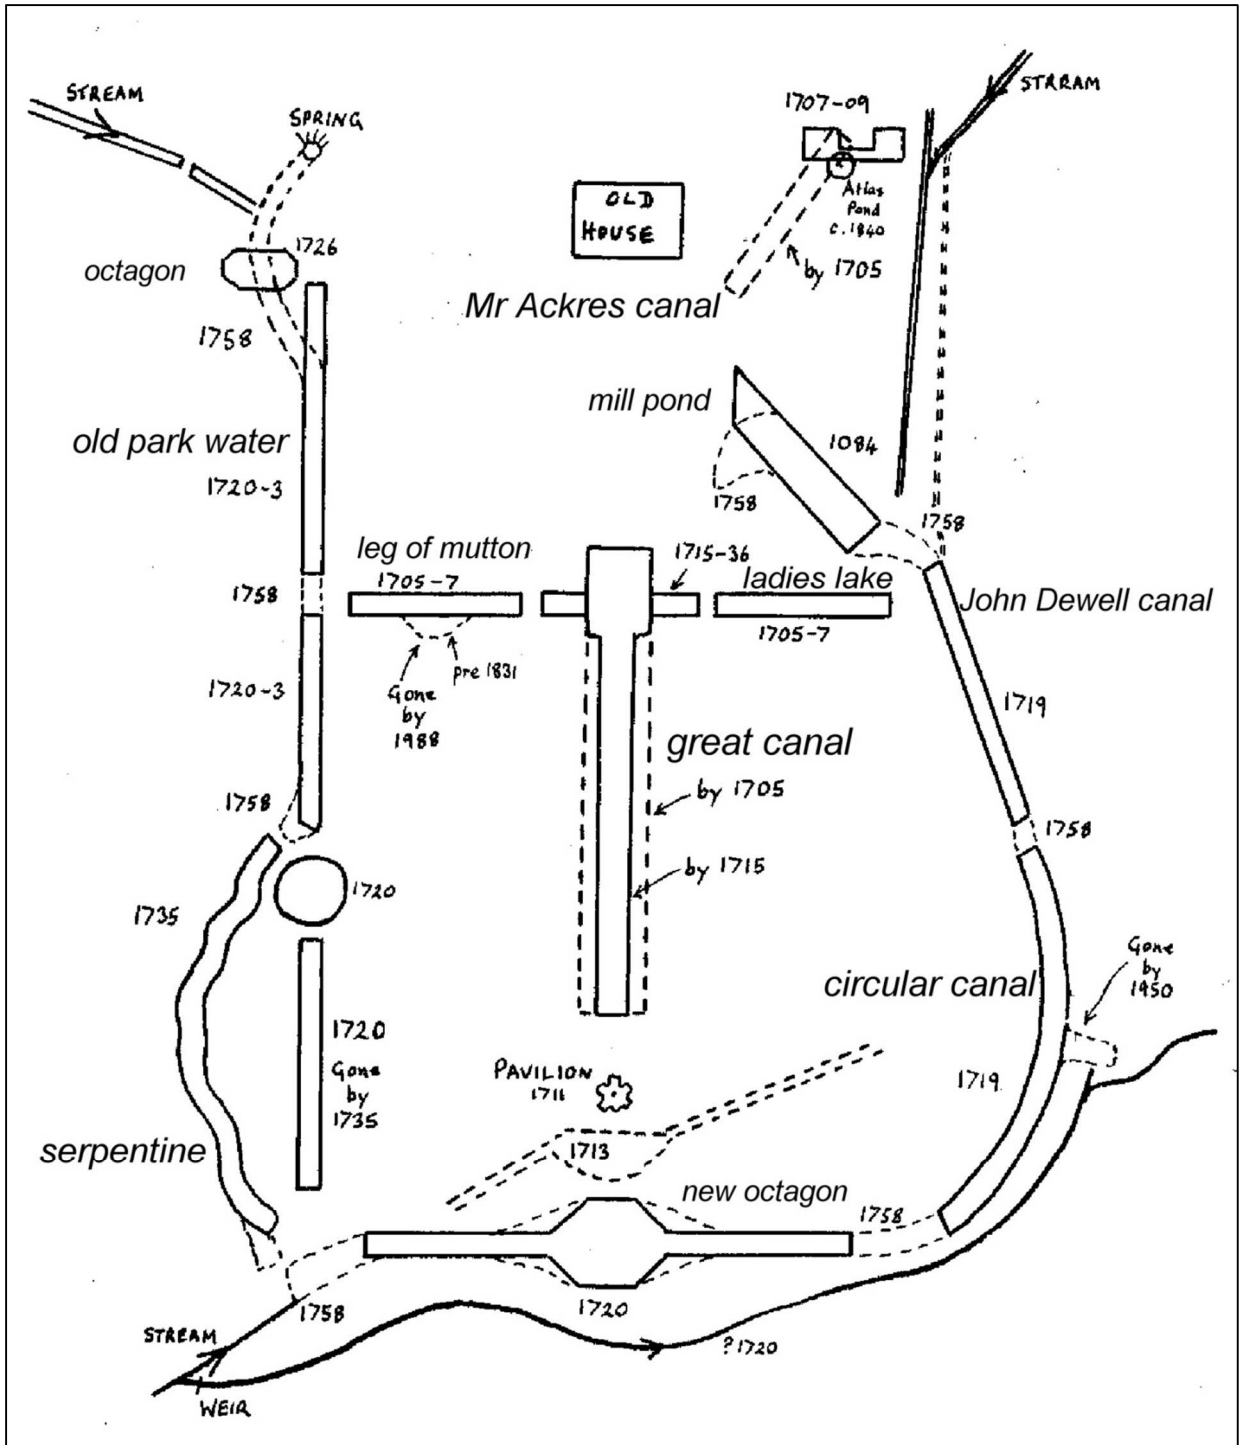 STREAM
SPRING
1707-09
STRRAM
OLD
HOUSE
Atlas
Pond
c.1840
by 1705
1726
octagon
Mr Ackres canal
1758
mill pond
old park water
1084
1720-3
1758
1758
leg of mutton
1715-36
1705-7
ladies lake
1758
John Dewell canal
1705-7
pre 1831
1720-3
Gone
by
1988
1719
great canal
by 1705
1758
1758
by 1715
1720
1735
Gone
by
1950
circular canal
1720
Gone
by
1735
PAVILION
1711
1719
serpentine
1713
new octagon
1758
1758
1720
STREAM
?1720
WEIR